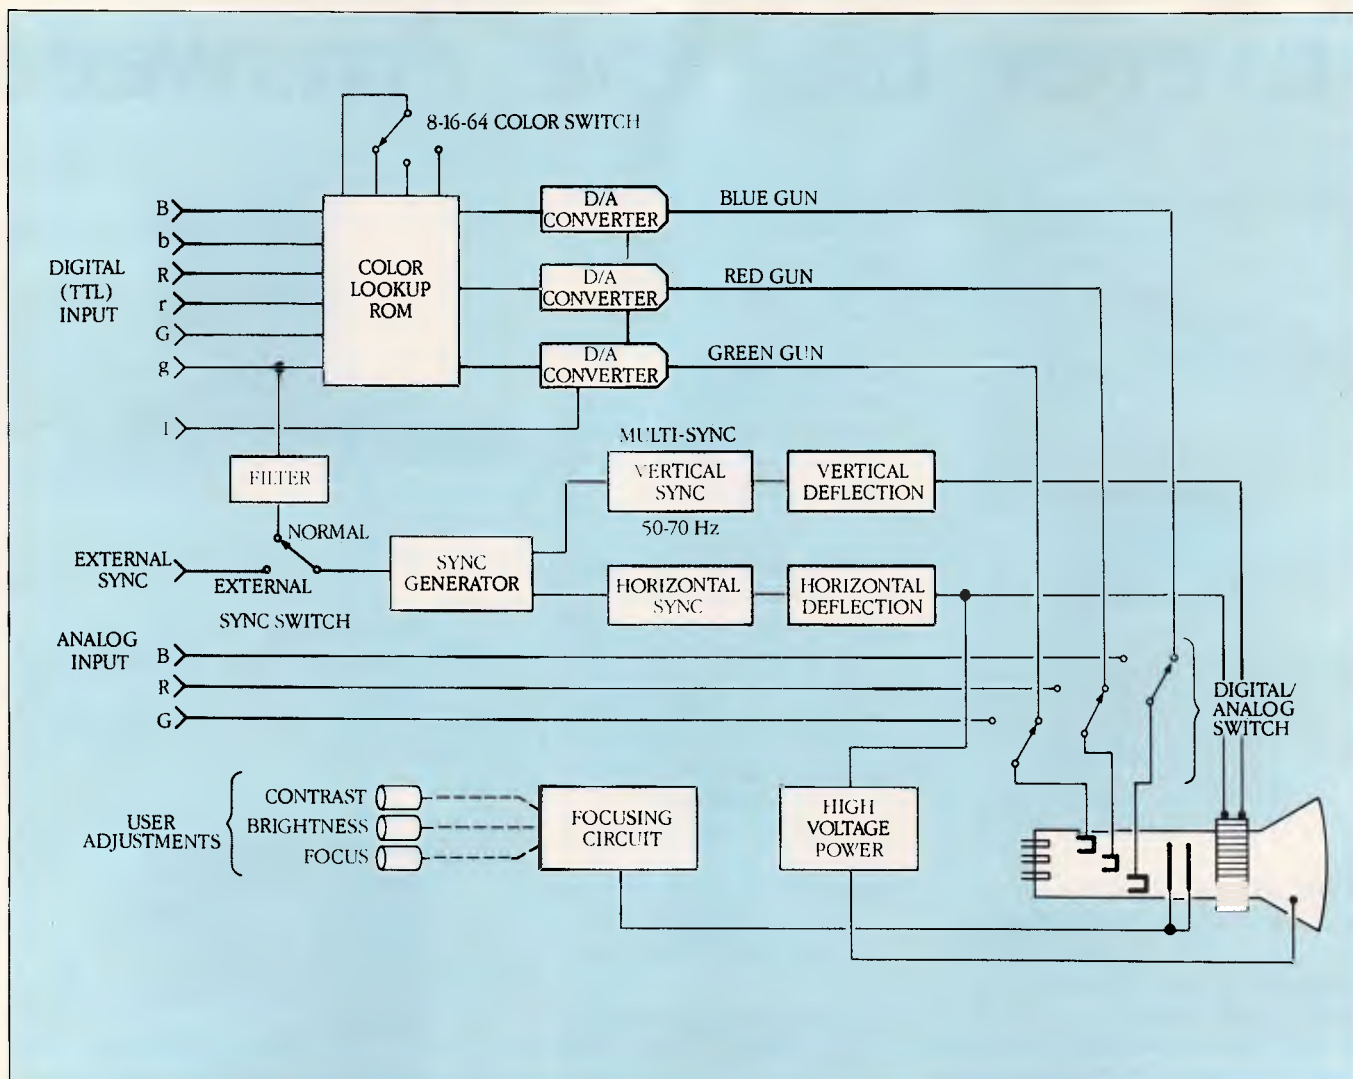 8-16-64 COLOR SWITCH
DIGITAL
(TTL)
INPUT
B
b
R
r
G
g
I
COLOR
LOOKUP
ROM
D/A
CONVERTER
BLUE GUN
D/A
CONVERTER
RED GUN
D/A
CONVERTER
GREEN GUN
FILTER
NORMAL
EXTERNAL
SYNC
EXTERNAL
SYNC SWITCH
SYNC
GENERATOR
MULTI-SYNC
VERTICAL
SYNC
50-70 Hz
VERTICAL
DEFLECTION
HORIZONTAL
SYNC
HORIZONTAL
DEFLECTION
ANALOG
INPUT
B
R
G
DIGITAL/
ANALOG
SWITCH
USER
ADJUSTMENTS
CONTRAST
BRIGHTNESS
FOCUS
FOCUSING
CIRCUIT
HIGH
VOLTAGE
POWER